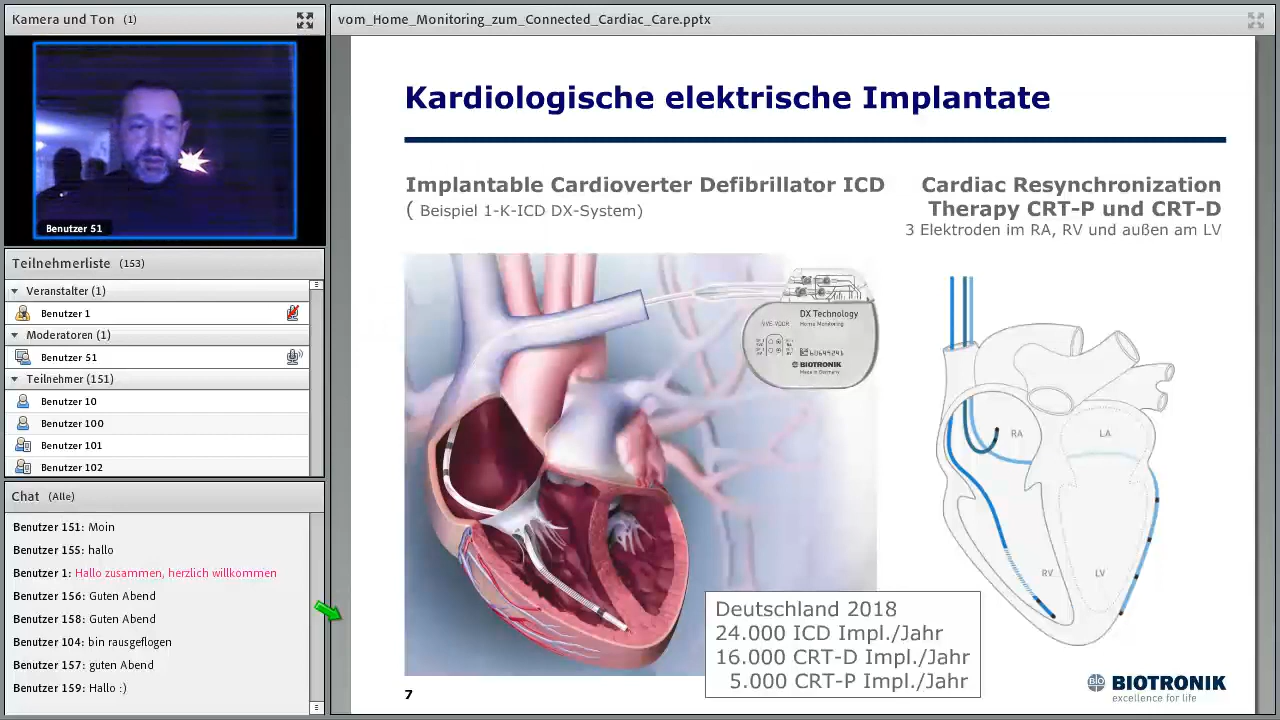 Kamera und Ton (1)
Benutzer 51
Teilnehmerliste (153)
Veranstalter (1)
Benutzer 1
Moderatoren (1)
Benutzer 51
Teilnehmer (151)
Benutzer 10
Benutzer 100
Benutzer 101
Benutzer 102
Chat (Alle)
Benutzer 151: Moin
Benutzer 155: hallo
Benutzer 1: Hallo zusammen, herzlich willkommen
Benutzer 156: Guten Abend
Benutzer 158: Guten Abend
Benutzer 104: bin rausgeflogen
Benutzer 157: guten Abend
Benutzer 159: Hallo :)
vom_Home_Monitoring_zum_Connected_Cardiac_Care.pptx
Kardiologische elektrische Implantate
Implantable Cardioverter Defibrillator ICD
( Beispiel 1-K-ICD DX-System)
Cardiac Resynchronization
Therapy CRT-P und CRT-D
3 Elektroden im RA, RV und außen am LV
DX Technology
Home Monitoring
BIOTRONIK
Made in Germany
RA
LA
RV
LV
Deutschland 2018
24.000 ICD Impl./Jahr
16.000 CRT-D Impl./Jahr
5.000 CRT-P Impl./Jahr
7
BIO
BIOTRONIK
excellence for life